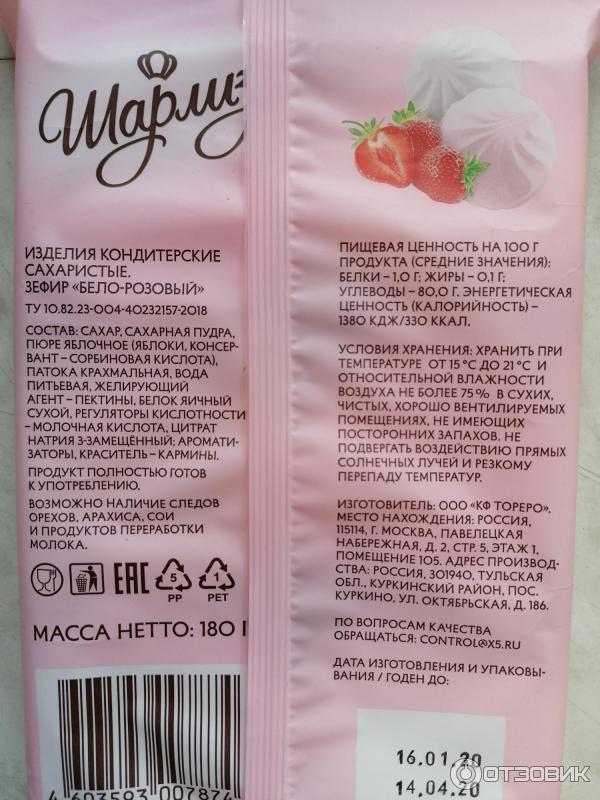 Шарлиз
ИЗДЕЛИЯ КОНДИТЕРСКИЕ
САХАРИСТЫЕ.
ЗЕФИР «БЕЛО-РОЗОВЫЙ»
ТУ 10.82.23-004-40232157-2018
СОСТАВ: САХАР, САХАРНАЯ ПУДРА,
ПЮРЕ ЯБЛОЧНОЕ (ЯБЛОКИ, КОНСЕР-
ВАНТ – СОРБИНОВАЯ КИСЛОТА),
ПАТОКА КРАХМАЛЬНАЯ, ВОДА
ПИТЬЕВАЯ, ЖЕЛИРУЮЩИЙ
АГЕНТ – ПЕКТИНЫ, БЕЛОК ЯИЧНЫЙ
СУХОЙ, РЕГУЛЯТОРЫ КИСЛОТНОСТИ
– МОЛОЧНАЯ КИСЛОТА, ЦИТРАТ
НАТРИЯ 3-ЗАМЕЩЁННЫЙ; АРОМАТИ-
ЗАТОРЫ, КРАСИТЕЛЬ – КАРМИНЫ.
ПРОДУКТ ПОЛНОСТЬЮ ГОТОВ
К УПОТРЕБЛЕНИЮ.
ВОЗМОЖНО НАЛИЧИЕ СЛЕДОВ
ОРЕХОВ, АРАХИСА, СОИ
И ПРОДУКТОВ ПЕРЕРАБОТКИ
МОЛОКА.
ЕАС
5
PP
1
PET
МАССА НЕТТО: 180 Г
4 603593 007874
ПИЩЕВАЯ ЦЕННОСТЬ НА 100 Г
ПРОДУКТА (СРЕДНИЕ ЗНАЧЕНИЯ):
БЕЛКИ – 1,0 Г; ЖИРЫ – 0,1 Г;
УГЛЕВОДЫ – 80,0 Г. ЭНЕРГЕТИЧЕСКАЯ
ЦЕННОСТЬ (КАЛОРИЙНОСТЬ) –
1380 КДЖ/330 ККАЛ.
УСЛОВИЯ ХРАНЕНИЯ: ХРАНИТЬ ПРИ
ТЕМПЕРАТУРЕ ОТ 15 °С ДО 21 °С И
ОТНОСИТЕЛЬНОЙ ВЛАЖНОСТИ
ВОЗДУХА НЕ БОЛЕЕ 75 % В СУХИХ,
ЧИСТЫХ, ХОРОШО ВЕНТИЛИРУЕМЫХ
ПОМЕЩЕНИЯХ, НЕ ИМЕЮЩИХ
ПОСТОРОННИХ ЗАПАХОВ. НЕ
ПОДВЕРГАТЬ ВОЗДЕЙСТВИЮ ПРЯМЫХ
СОЛНЕЧНЫХ ЛУЧЕЙ И РЕЗКОМУ
ПЕРЕПАДУ ТЕМПЕРАТУР.
ИЗГОТОВИТЕЛЬ: ООО «КФ ТОРЕРО».
МЕСТО НАХОЖДЕНИЯ: РОССИЯ,
115114, Г. МОСКВА, ПАВЕЛЕЦКАЯ
НАБЕРЕЖНАЯ, Д. 2, СТР. 5, ЭТАЖ 1,
ПОМЕЩЕНИЕ 105. АДРЕС ПРОИЗВОД-
СТВА: РОССИЯ, 301940, ТУЛЬСКАЯ
ОБЛ., КУРКИНСКИЙ РАЙОН, ПОС.
КУРКИНО, УЛ. ОКТЯБРЬСКАЯ, Д. 186.
ПО ВОПРОСАМ КАЧЕСТВА
ОБРАЩАТЬСЯ: CONTROL@X5.RU
ДАТА ИЗГОТОВЛЕНИЯ И УПАКОВЫ-
ВАНИЯ / ГОДЕН ДО:
16.01.20
14.04.20
ОТЗОВИК